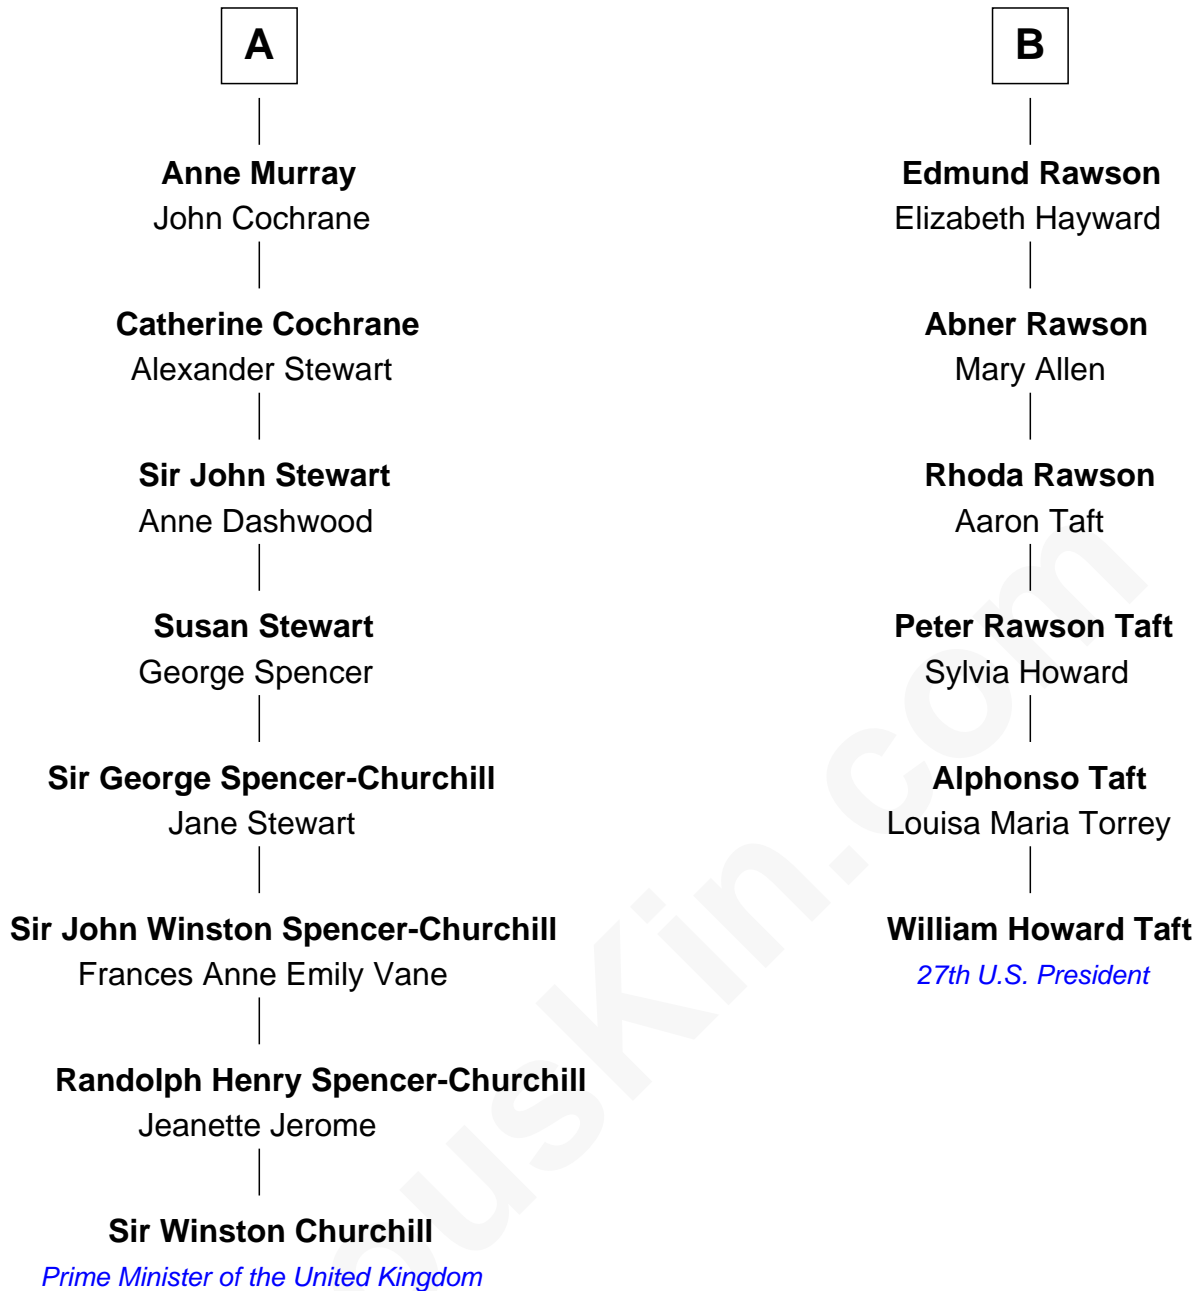 A
Anne Murray
John Cochrane
Catherine Cochrane
Alexander Stewart
Sir John Stewart
Anne Dashwood
Susan Stewart
George Spencer
Sir George Spencer-Churchill
Jane Stewart
Sir John Winston Spencer-Churchill
Frances Anne Emily Vane
Randolph Henry Spencer-Churchill
Jeanette Jerome
Sir Winston Churchill
Prime Minister of the United Kingdom
B
Edmund Rawson
Elizabeth Hayward
Abner Rawson
Mary Allen
Rhoda Rawson
Aaron Taft
Peter Rawson Taft
Sylvia Howard
Alphonso Taft
Louisa Maria Torrey
William Howard Taft
27th U.S. President
ousKin.com